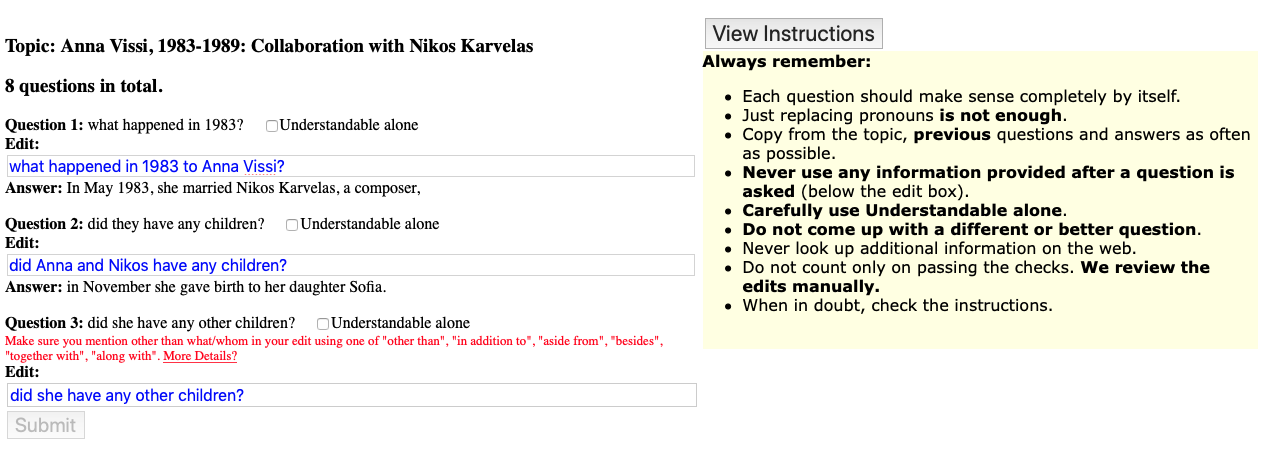 Topic: Anna Vissi, 1983-1989: Collaboration with Nikos Karvelas
8 questions in total.
Question 1: what happened in 1983? Understandable alone
Edit:
what happened in 1983 to Anna Vissi?
Answer: In May 1983, she married Nikos Karvelas, a composer,
Question 2: did they have any children? Understandable alone
Edit:
did Anna and Nikos have any children?
Answer: in November she gave birth to her daughter Sofia.
Question 3: did she have any other children? Understandable alone
Make sure you mention other than what/whom in your edit using one of "other than", "in addition to", "aside from", "besides",
"together with", "along with". More Details?
Edit:
did she have any other children?
Submit
View Instructions
Always remember:
• Each question should make sense completely by itself.
• Just replacing pronouns is not enough.
• Copy from the topic, previous questions and answers as often
as possible.
• Never use any information provided after a question is
asked (below the edit box).
• Carefully use Understandable alone.
• Do not come up with a different or better question.
• Never look up additional information on the web.
• Do not count only on passing the checks. We review the
edits manually.
• When in doubt, check the instructions.